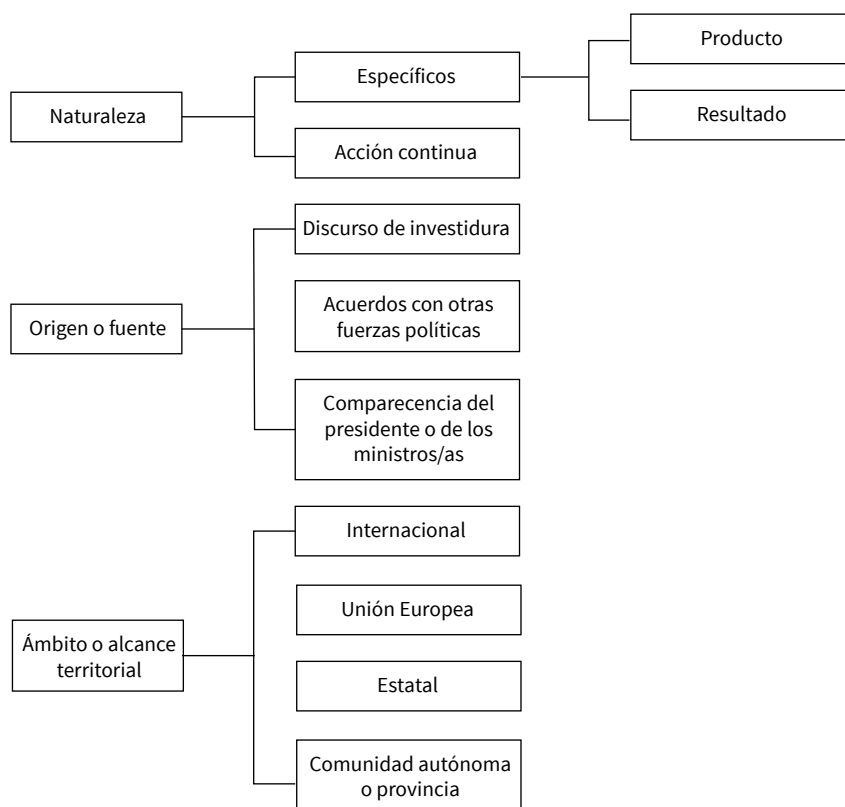 Producto
Específicos
Resultado
Naturaleza
Acción continua
Discurso de investidura
Acuerdos con otras
fuerzas políticas
Origen o fuente
Comparecencia del
presidente o de los
ministros/as
Internacional
Unión Europea
Ámbito o alcance
territorial
Estatal
Comunidad autónoma
o provincia